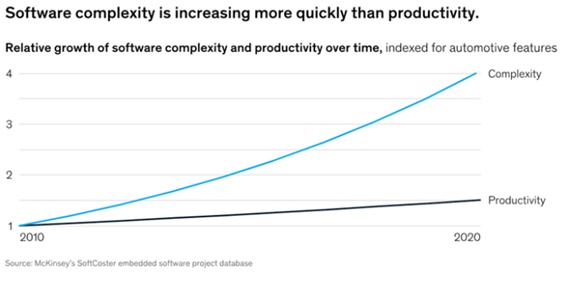 Software complexity is increasing more quickly than productivity.
Relative growth of software complexity and productivity over time, indexed for automotive features
4
Complexity
3
2
Productivity
1
2010
2020
Source: McKinsey's SoftCoster embedded software project database